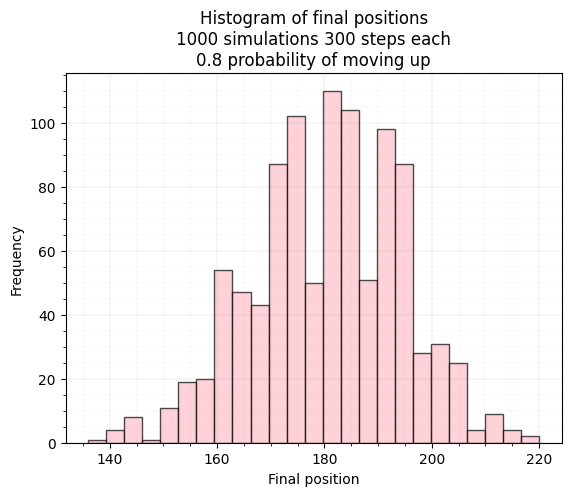 Histogram of final positions
1000 simulations 300 steps each
0.8 probability of moving up
100
80
60
40
20
0
Frequency
140 160 180 200 220
Final position